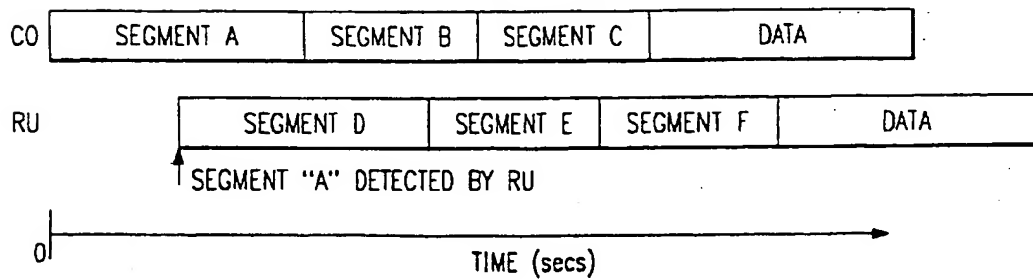 CO SEGMENT A SEGMENT B SEGMENT C DATA
RU SEGMENT D SEGMENT E SEGMENT F DATA
SEGMENT "A" DETECTED BY RU
0
TIME (secs)